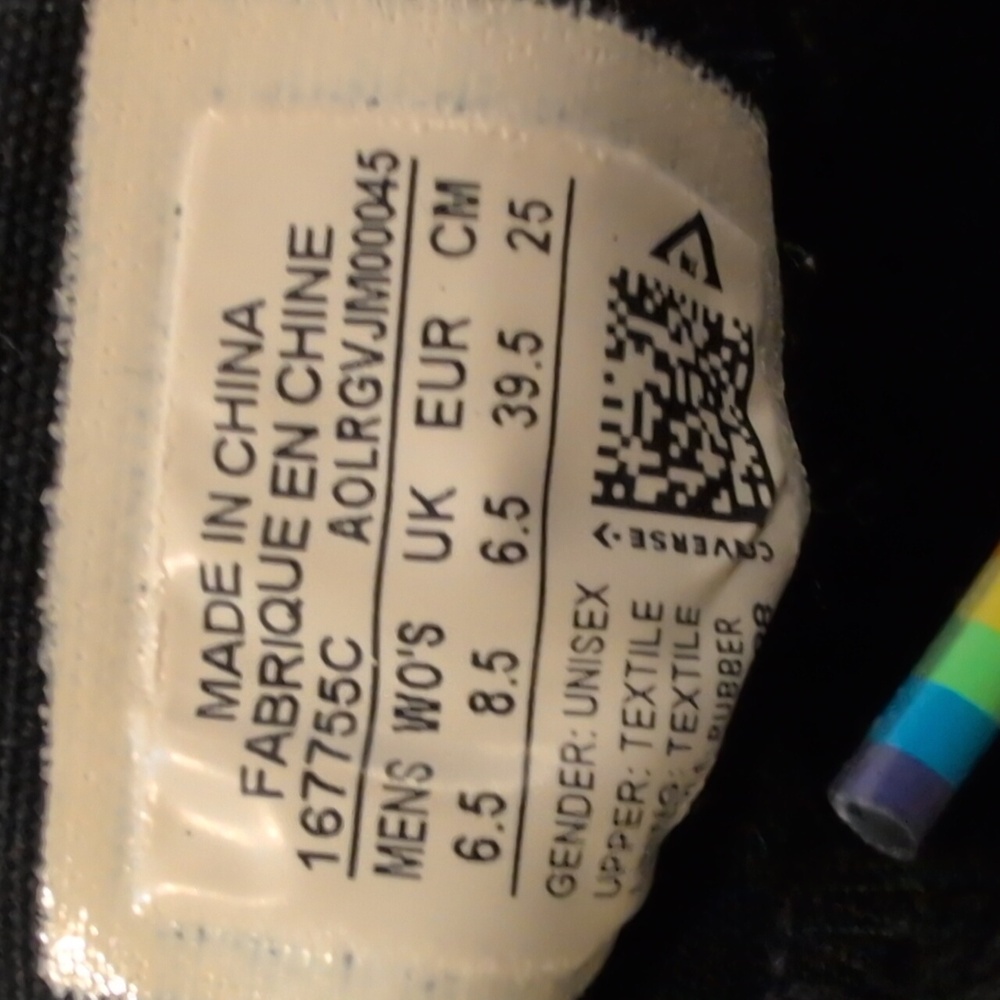 MADE IN CHINA
FABRIQUE EN CHINE
167755C AOLRGVJM00045
MENS WO'S UK EUR CM
6.5 8.5 6.5 39.5 25
GENDER: UNISEX
UPPER: TEXTILE
TEXTILE
RUBBER
CONVERSE